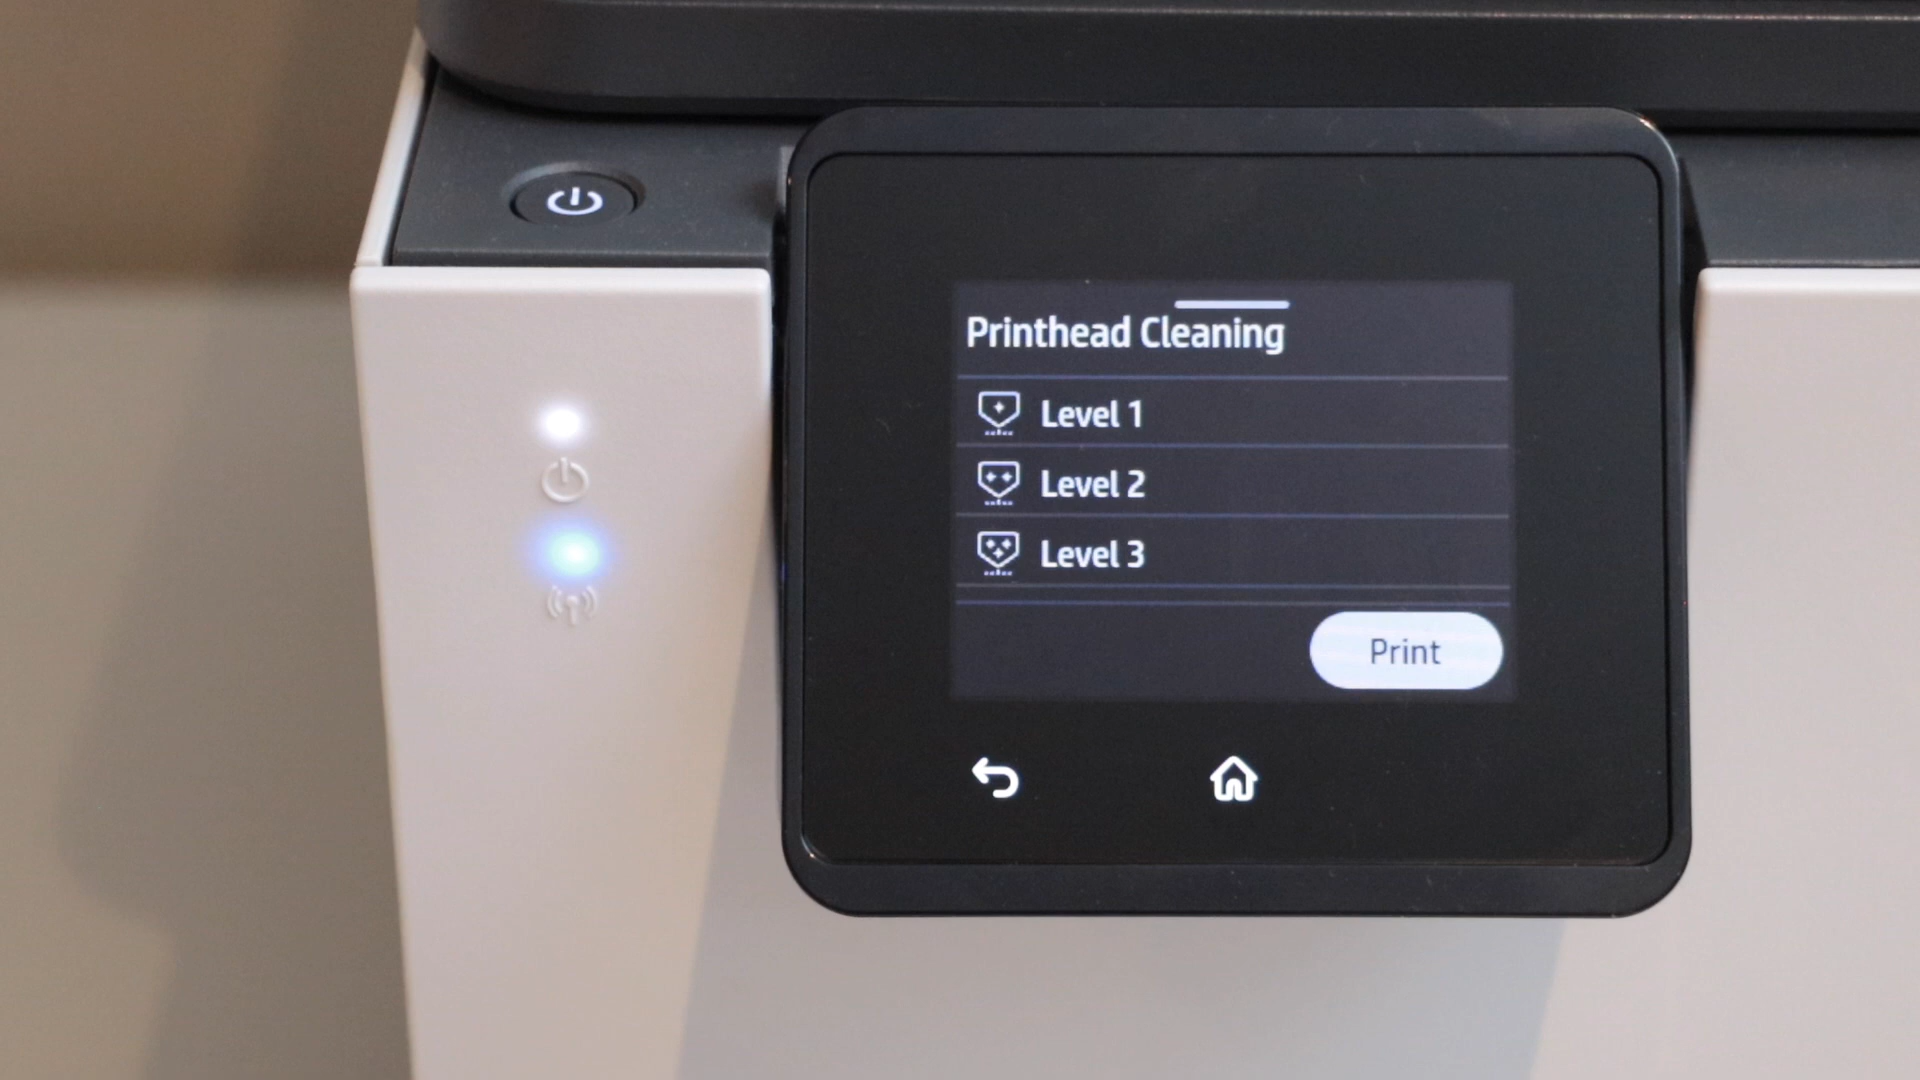 Printhead Cleaning
Level 1
Level 2
Level 3
Print